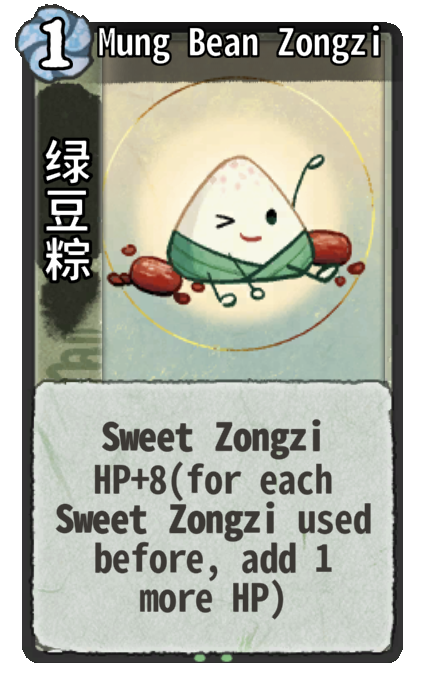 1
Mung Bean Zongzi
绿豆粽
Sweet Zongzi
HP+8(for each
Sweet Zongzi used
before, add 1
more HP)